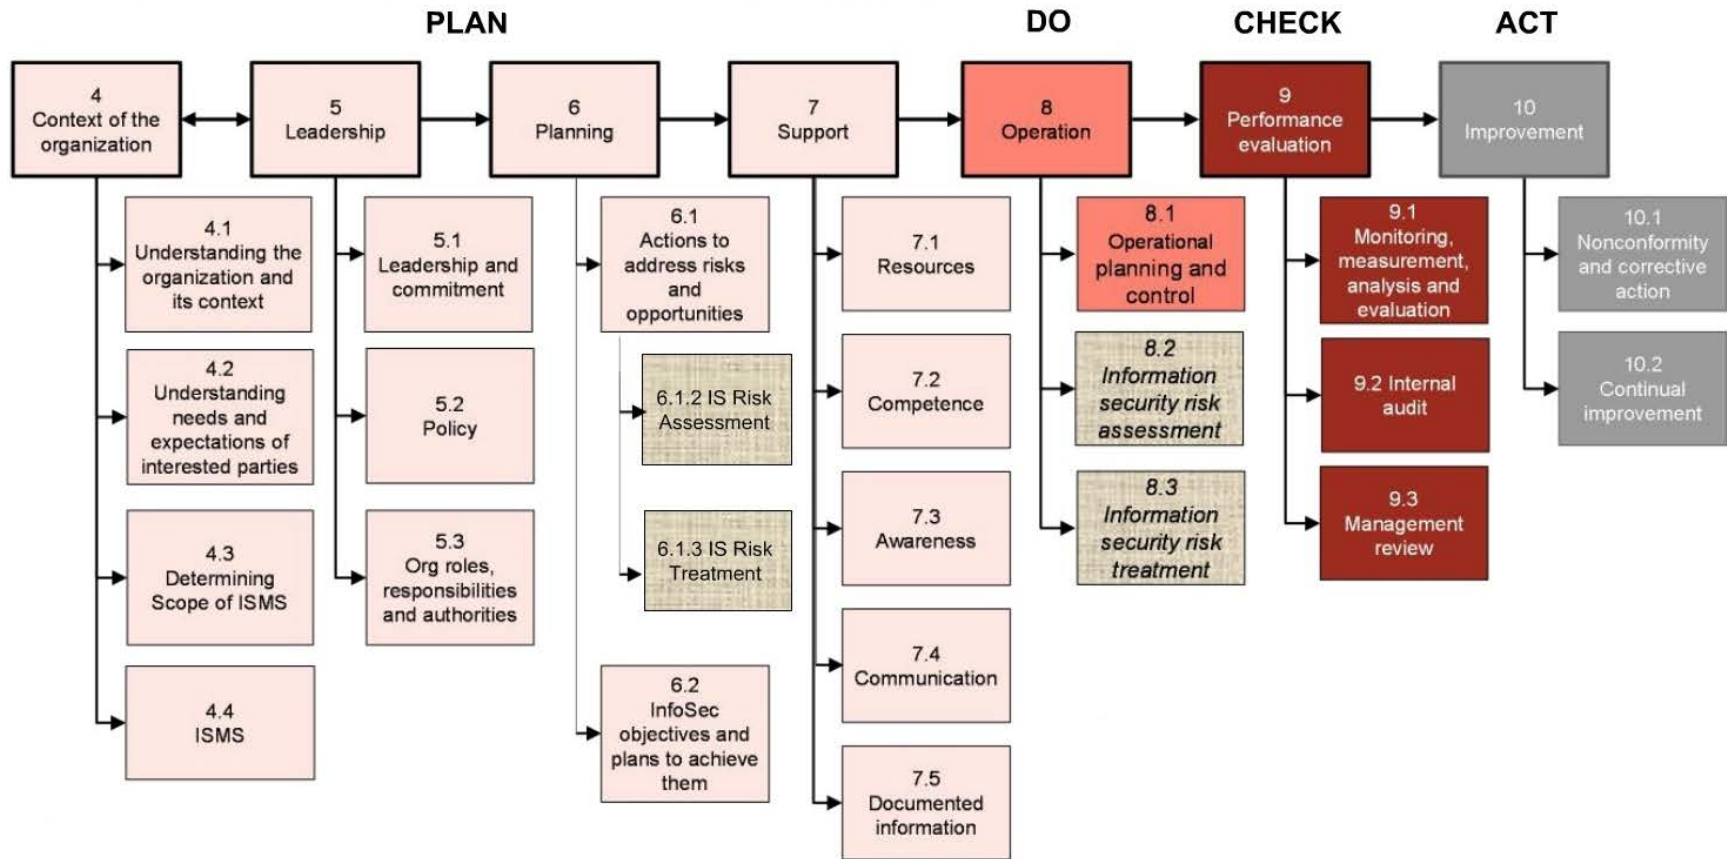 PLAN
DO
CHECK
ACT
4
Context of the
organization
5
Leadership
6
Planning
7
Support
8
Operation
9
Performance
evaluation
10
Improvement
4.1
Understanding the
organization and
its context
4.2
Understanding
needs and
expectations of
interested parties
4.3
Determining
Scope of ISMS
4.4
ISMS
5.1
Leadership and
commitment
5.2
Policy
5.3
Org roles,
responsibilities
and authorities
6.1
Actions to
address risks
and
opportunities
6.1.2 IS Risk
Assessment
6.1.3 IS Risk
Treatment
6.2
InfoSec
objectives and
plans to achieve
them
7.1
Resources
7.2
Competence
7.3
Awareness
7.4
Communication
7.5
Documented
information
8.1
Operational
planning and
control
8.2
Information
security risk
assessment
8.3
Information
security risk
treatment
9.1
Monitoring,
measurement,
analysis and
evaluation
9.2 Internal
audit
9.3
Management
review
10.1
Nonconformity
and corrective
action
10.2
Continual
improvement